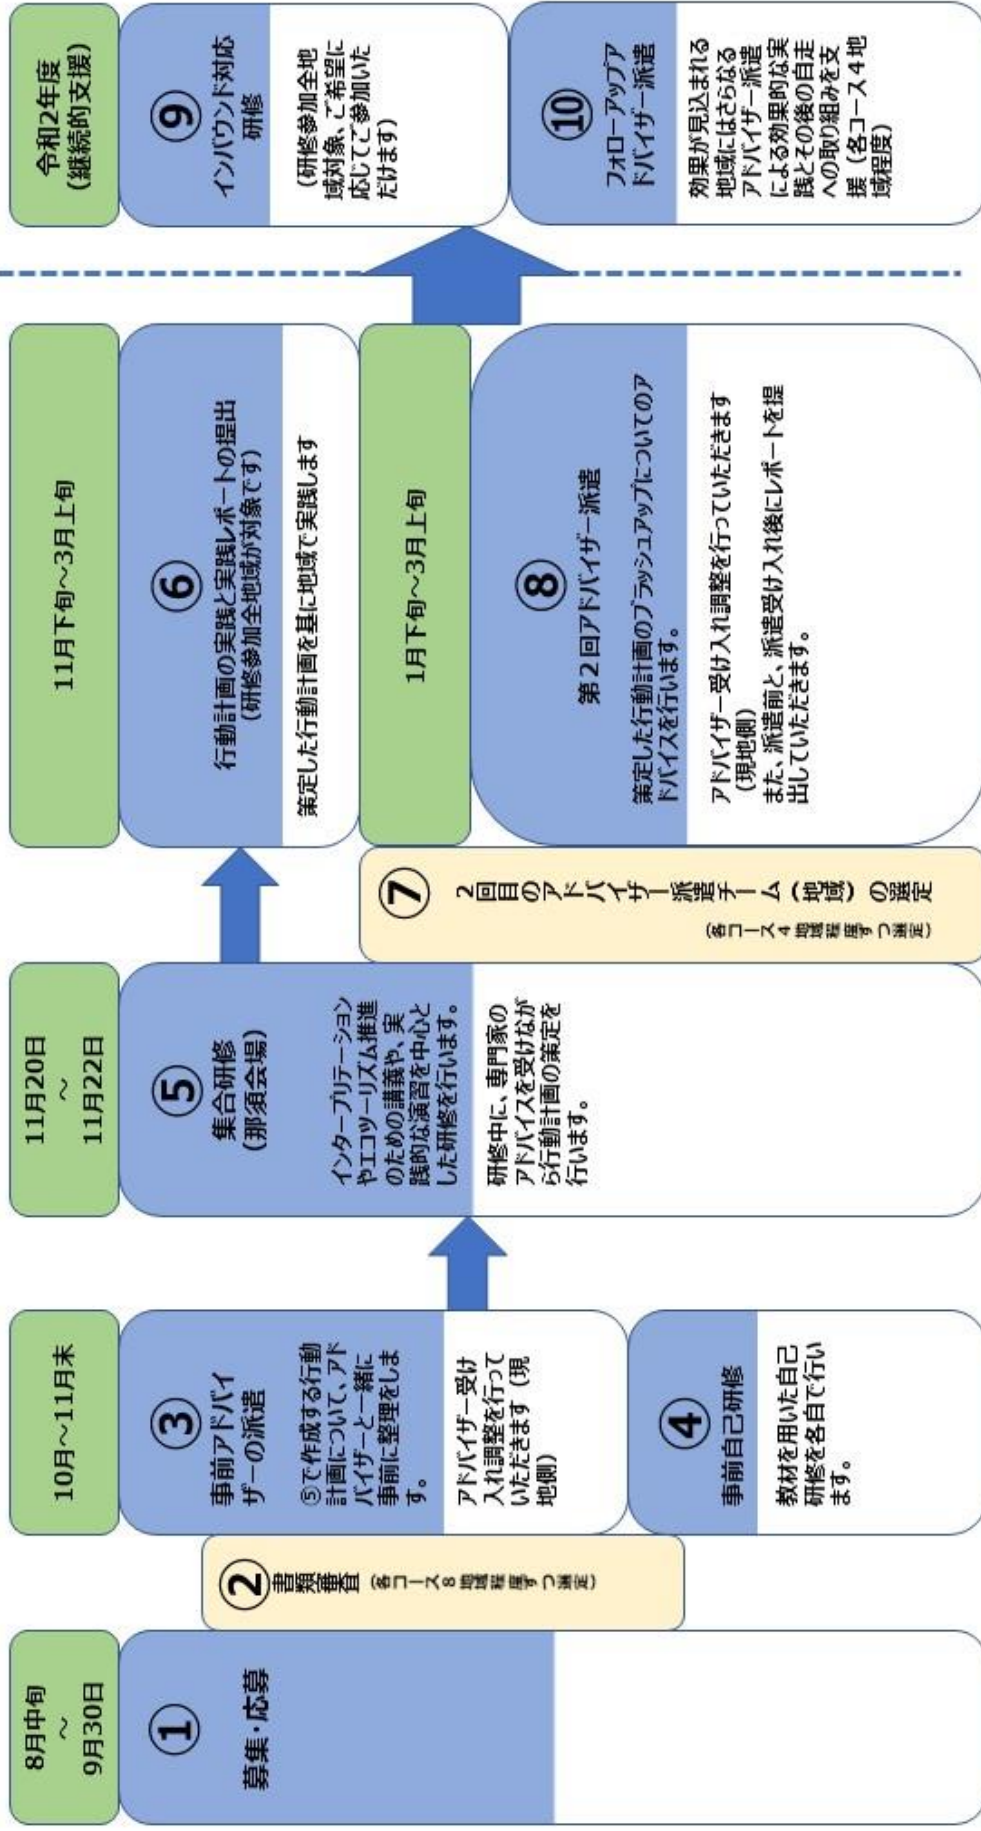 8月中旬
～
9月30日
①
募集・応募
②
書類審査
(各コース8地域程度ずつ選定)
10月～11月末
③
事前アドバイ
ザーの派遣
⑤で作成する行動
計画について、アド
バイザーと一緒に
事前に整理をしま
す。
アドバイザー受け
入れ調整を行って
いただきます（現
地側）
④
事前自己研修
教材を用いた自己
研修を各自で行い
ます。
11月20日
～
11月22日
⑤
集合研修
(那須会場)
インタープリテーション
やエコツーリズム推進
のための講義や、実
践的な演習を中心と
した研修を行います。
研修中に、専門家の
アドバイスを受けなが
ら行動計画の策定を
行います。
11月下旬～3月上旬
⑥
行動計画の実践と実践レポートの提出
(研修参加全地域が対象です)
策定した行動計画を基に地域で実践します
⑦
2回目のアドバイザー派遣チーム（地域）の選定
(各コース4地域程度ずつ選定)
1月下旬～3月上旬
⑧
第２回アドバイザー派遣
策定した行動計画のブラッシュアップについてのア
ドバイスを行います。
アドバイザー受け入れ調整を行っていただきます
(現地側)
また、派遣前と、派遣受け入れ後にレポートを提
出していただきます。
令和2年度
(継続的支援)
⑨
インバウンド対応
研修
(研修参加全地
域対象、ご希望に
応じてご参加いた
だけます)
⑩
フォローアップア
ドバイザー派遣
効果が見込まれる
地域にはさらなる
アドバイザー派遣
による効果的な実
践とその後の自走
への取り組みを支
援（各コース４地
域程度）